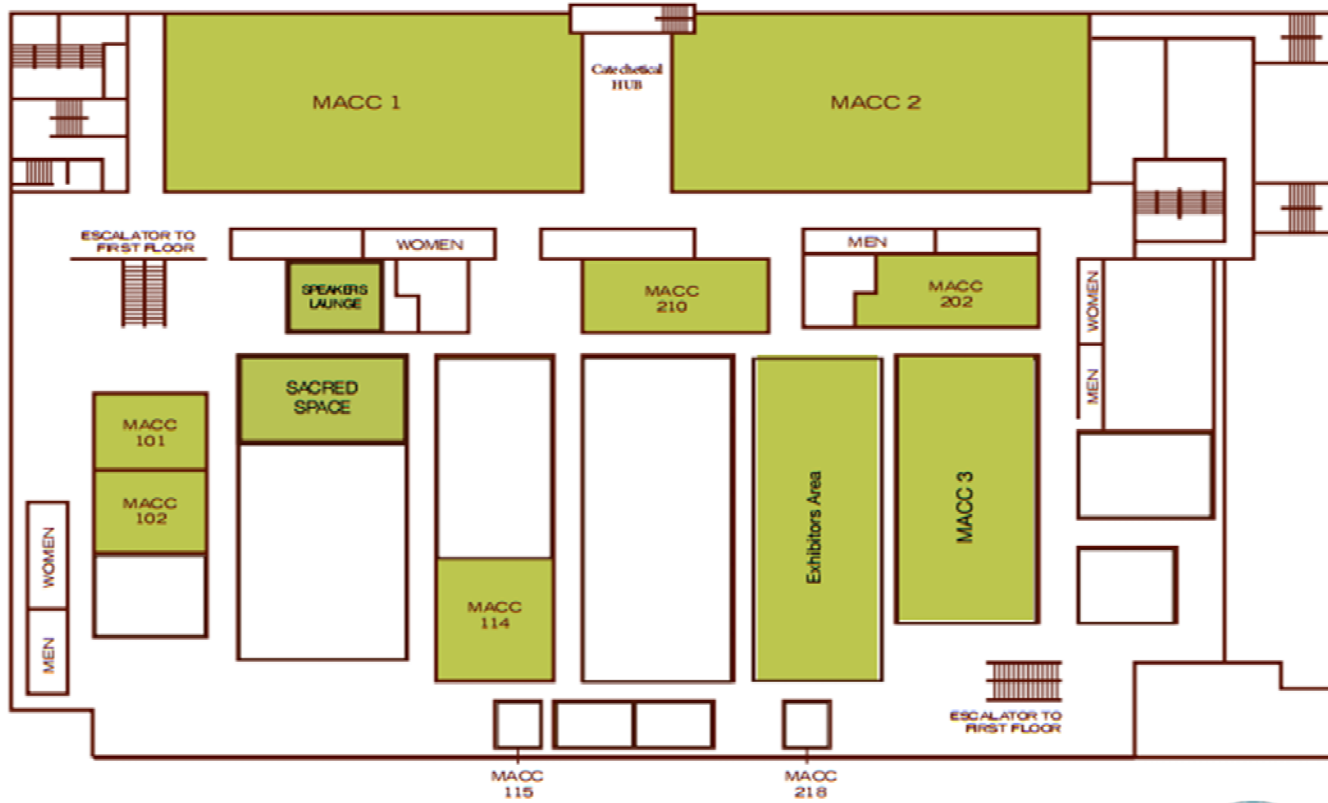 Catechetical
HUB
MACC 1
MACC 2
ESCALATOR TO
FIRST FLOOR
WOMEN
MEN
SPEAKERS
LAUNGE
MACC
210
MACC
202
WOMEN
MEN
SACRED
SPACE
MACC
101
MACC
102
WOMEN
MEN
MACC
114
Exhibitors Area
MACC 3
ESCALATOR TO
FIRST FLOOR
MACC
115
MACC
218